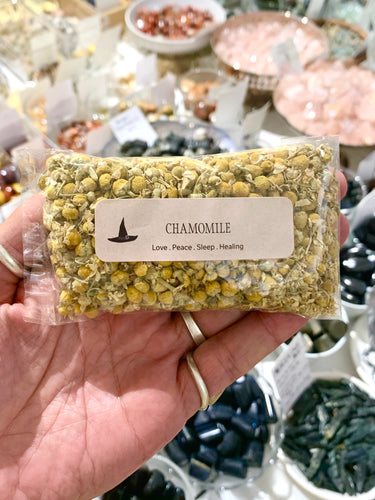 CHAMOMILE
Love . Peace . Sleep . Healing